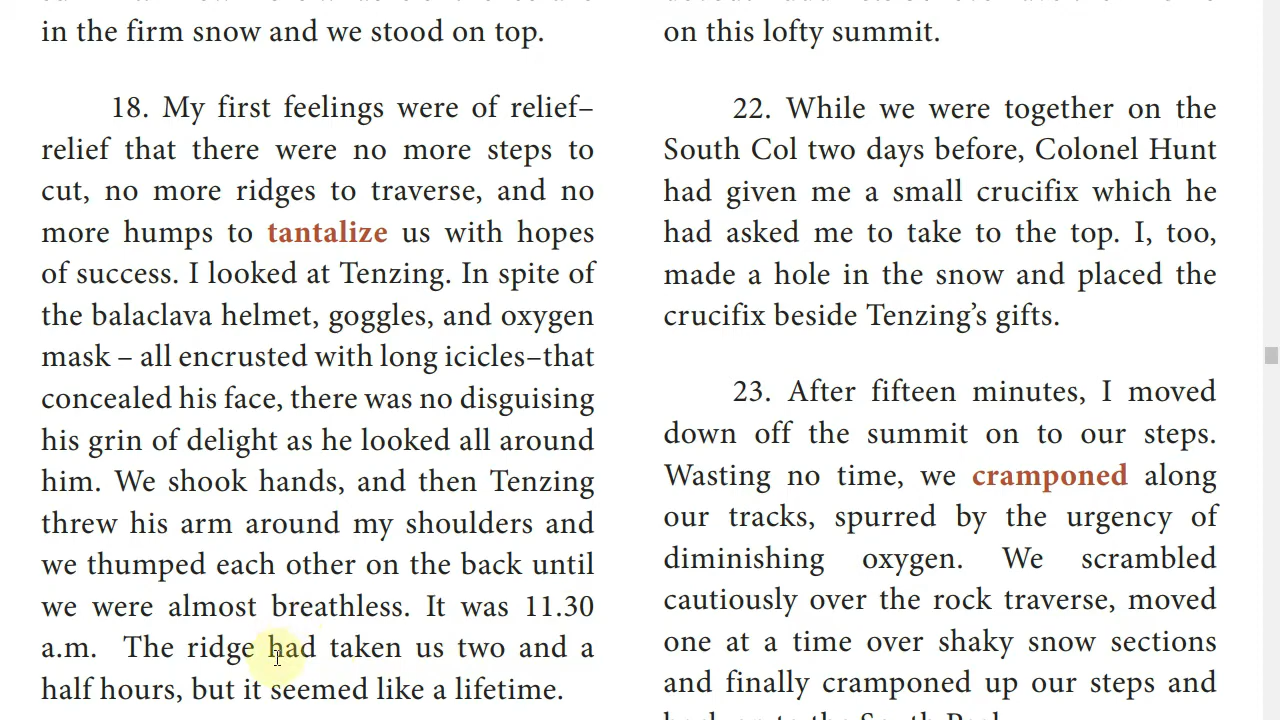 in the firm snow and we stood on top.
18. My first feelings were of relief–
relief that there were no more steps to
cut, no more ridges to traverse, and no
more humps to tantalize us with hopes
of success. I looked at Tenzing. In spite of
the balaclava helmet, goggles, and oxygen
mask – all encrusted with long icicles–that
concealed his face, there was no disguising
his grin of delight as he looked all around
him. We shook hands, and then Tenzing
threw his arm around my shoulders and
we thumped each other on the back until
we were almost breathless. It was 11.30
a.m. The ridge had taken us two and a
half hours, but it seemed like a lifetime.
on this lofty summit.
22. While we were together on the
South Col two days before, Colonel Hunt
had given me a small crucifix which he
had asked me to take to the top. I, too,
made a hole in the snow and placed the
crucifix beside Tenzing's gifts.
23. After fifteen minutes, I moved
down off the summit on to our steps.
Wasting no time, we cramponed along
our tracks, spurred by the urgency of
diminishing oxygen. We scrambled
cautiously over the rock traverse, moved
one at a time over shaky snow sections
and finally cramponed up our steps and